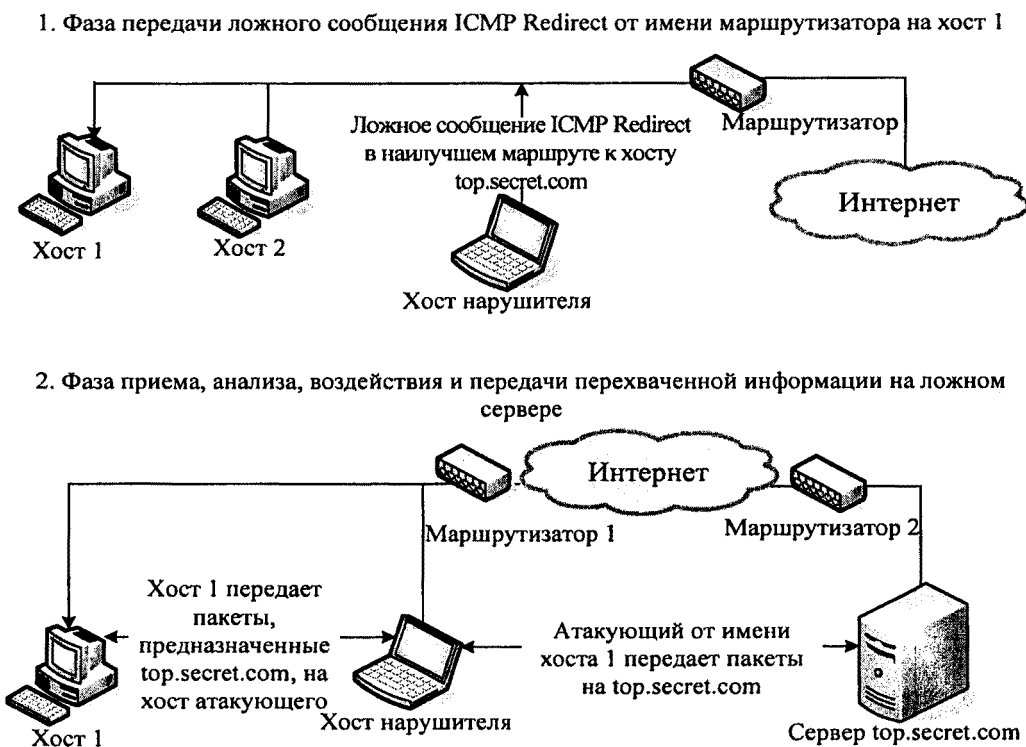 1. Фаза передачи ложного сообщения ICMP Redirect от имени маршрутизатора на хост 1
Ложное сообщение ICMP Redirect
в наилучшем маршруте к хосту
top.secret.com
Маршрутизатор
Интернет
Хост 1
Хост 2
Хост нарушителя
2. Фаза приема, анализа, воздействия и передачи перехваченной информации на ложном
сервере
Интернет
Маршрутизатор 1
Маршрутизатор 2
Хост 1 передает
пакеты,
предназначенные
top.secret.com, на
хост атакующего
Атакующий от имени
хоста 1 передает пакеты
на top.secret.com
Хост 1
Хост нарушителя
Сервер top.secret.com